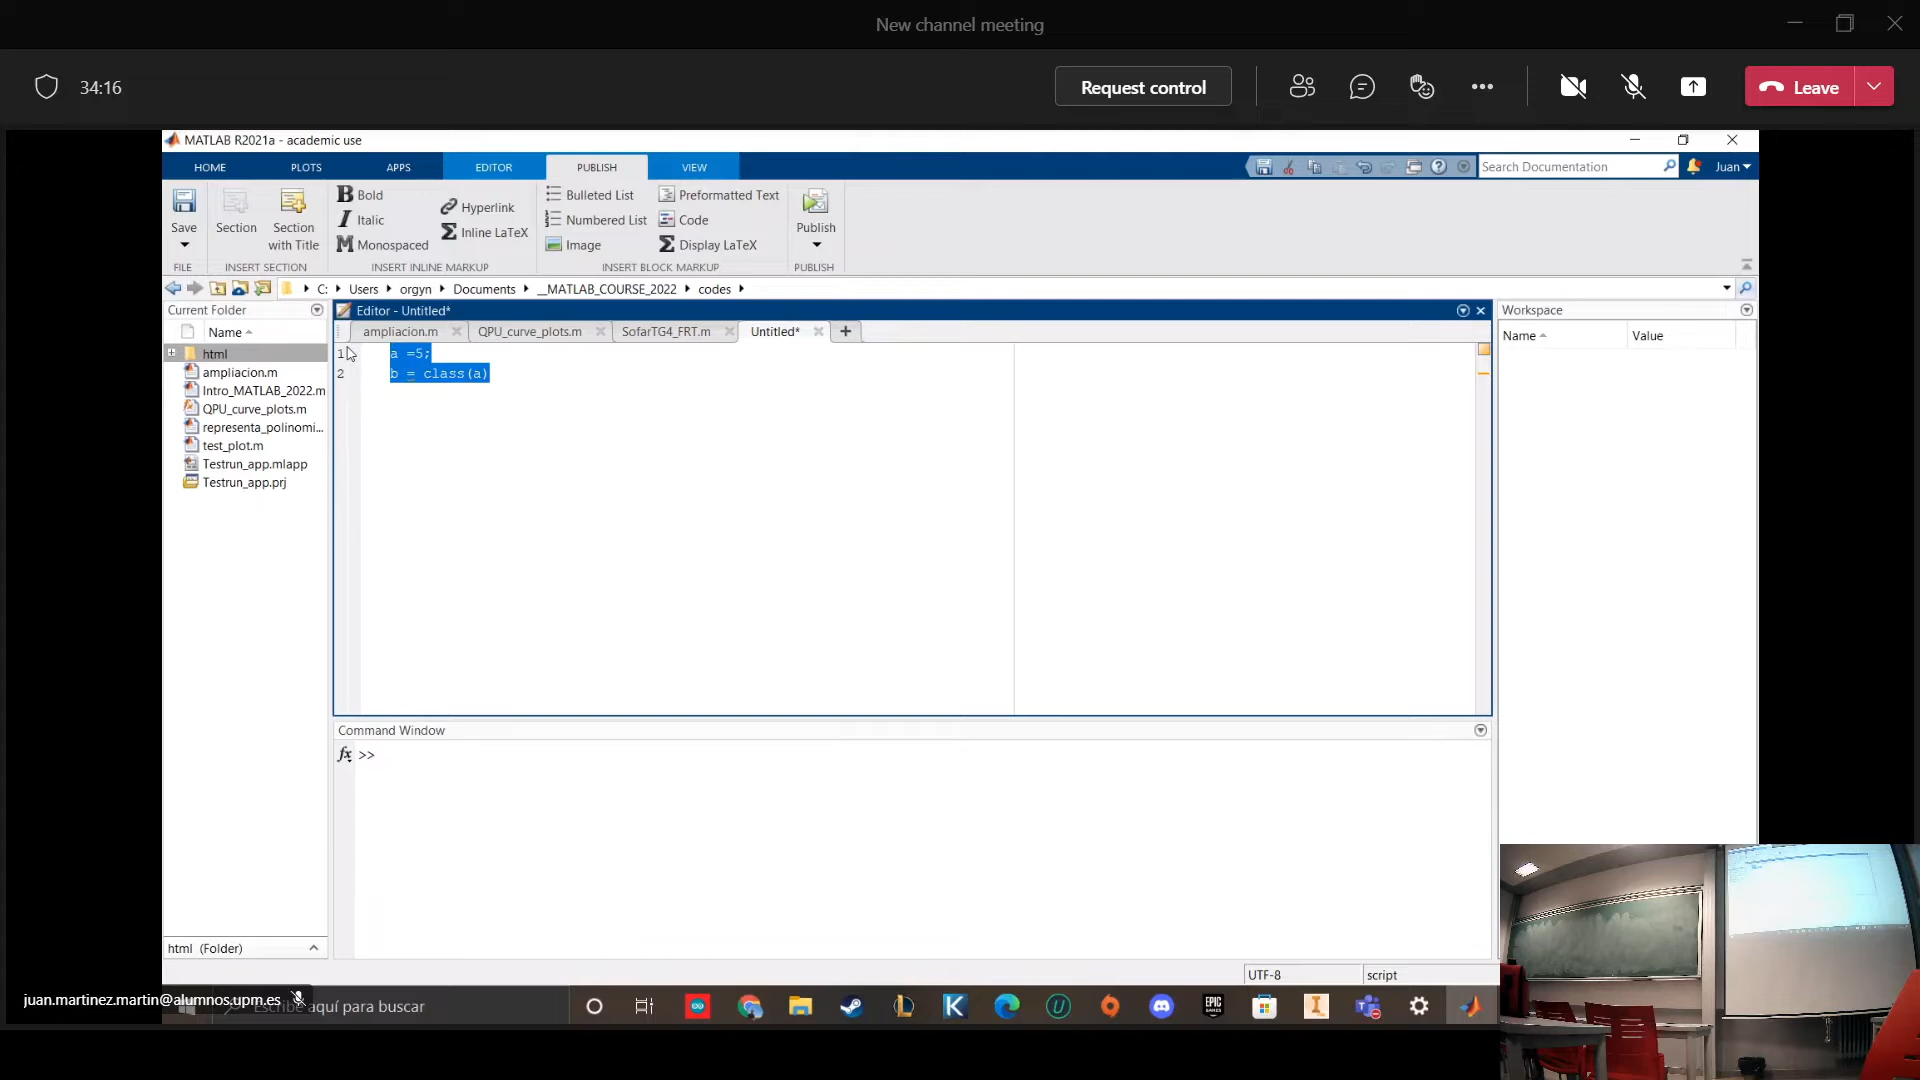 New channel meeting
34:16
Request control
Leave
MATLAB R2021a - academic use
HOME PLOTS APPS EDITOR PUBLISH VIEW
Search Documentation
Juan
Save
Section
Section with Title
Bold
Italic
Monospaced
Hyperlink
Inline LaTeX
Bulleted List
Numbered List
Image
Preformatted Text
Code
Display LaTeX
Publish
FILE INSERT SECTION INSERT INLINE MARKUP INSERT BLOCK MARKUP PUBLISH
C: Users orgyn Documents __MATLAB_COURSE_2022 codes
Current Folder
Name
html
ampliacion.m
Intro_MATLAB_2022.m
QPU_curve_plots.m
representa_polinomi...
test_plot.m
Testrun_app.mlapp
Testrun_app.prj
html (Folder)
Editor - Untitled*
ampliacion.m QPU_curve_plots.m SofarTG4_FRT.m Untitled* +
1 a =5;
2 b = class(a)
Command Window
fx >>
Workspace
Name Value
UTF-8 script
juan.martinez.martin@alumnos.upm.es
Escribe aquí para buscar
EPIC GAMES